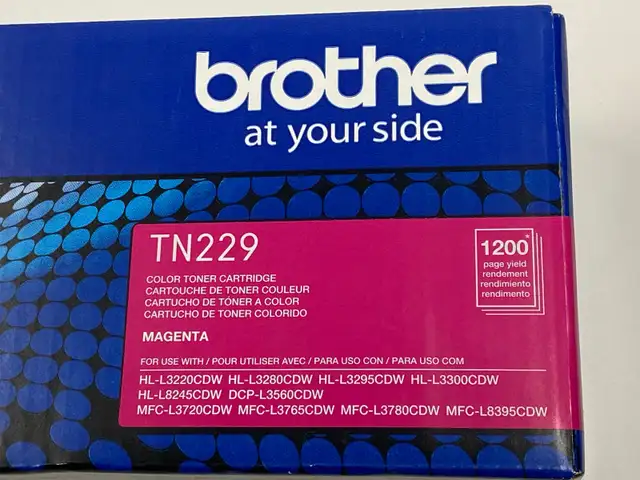 brother
at your side
TN229
COLOR TONER CARTRIDGE
CARTOUCHE DE TONER COULEUR
CARTUCHO DE TÓNER A COLOR
CARTUCHO DE TONER COLORIDO
MAGENTA
1200*
page yield
rendement
rendimiento
rendimento
FOR USE WITH / POUR UTILISER AVEC / PARA USO CON / PARA USO COM
HL-L3220CDW HL-L3280CDW HL-L3295CDW HL-L3300CDW
HL-L8245CDW DCP-L3560CDW
MFC-L3720CDW MFC-L3765CDW MFC-L3780CDW MFC-L8395CDW